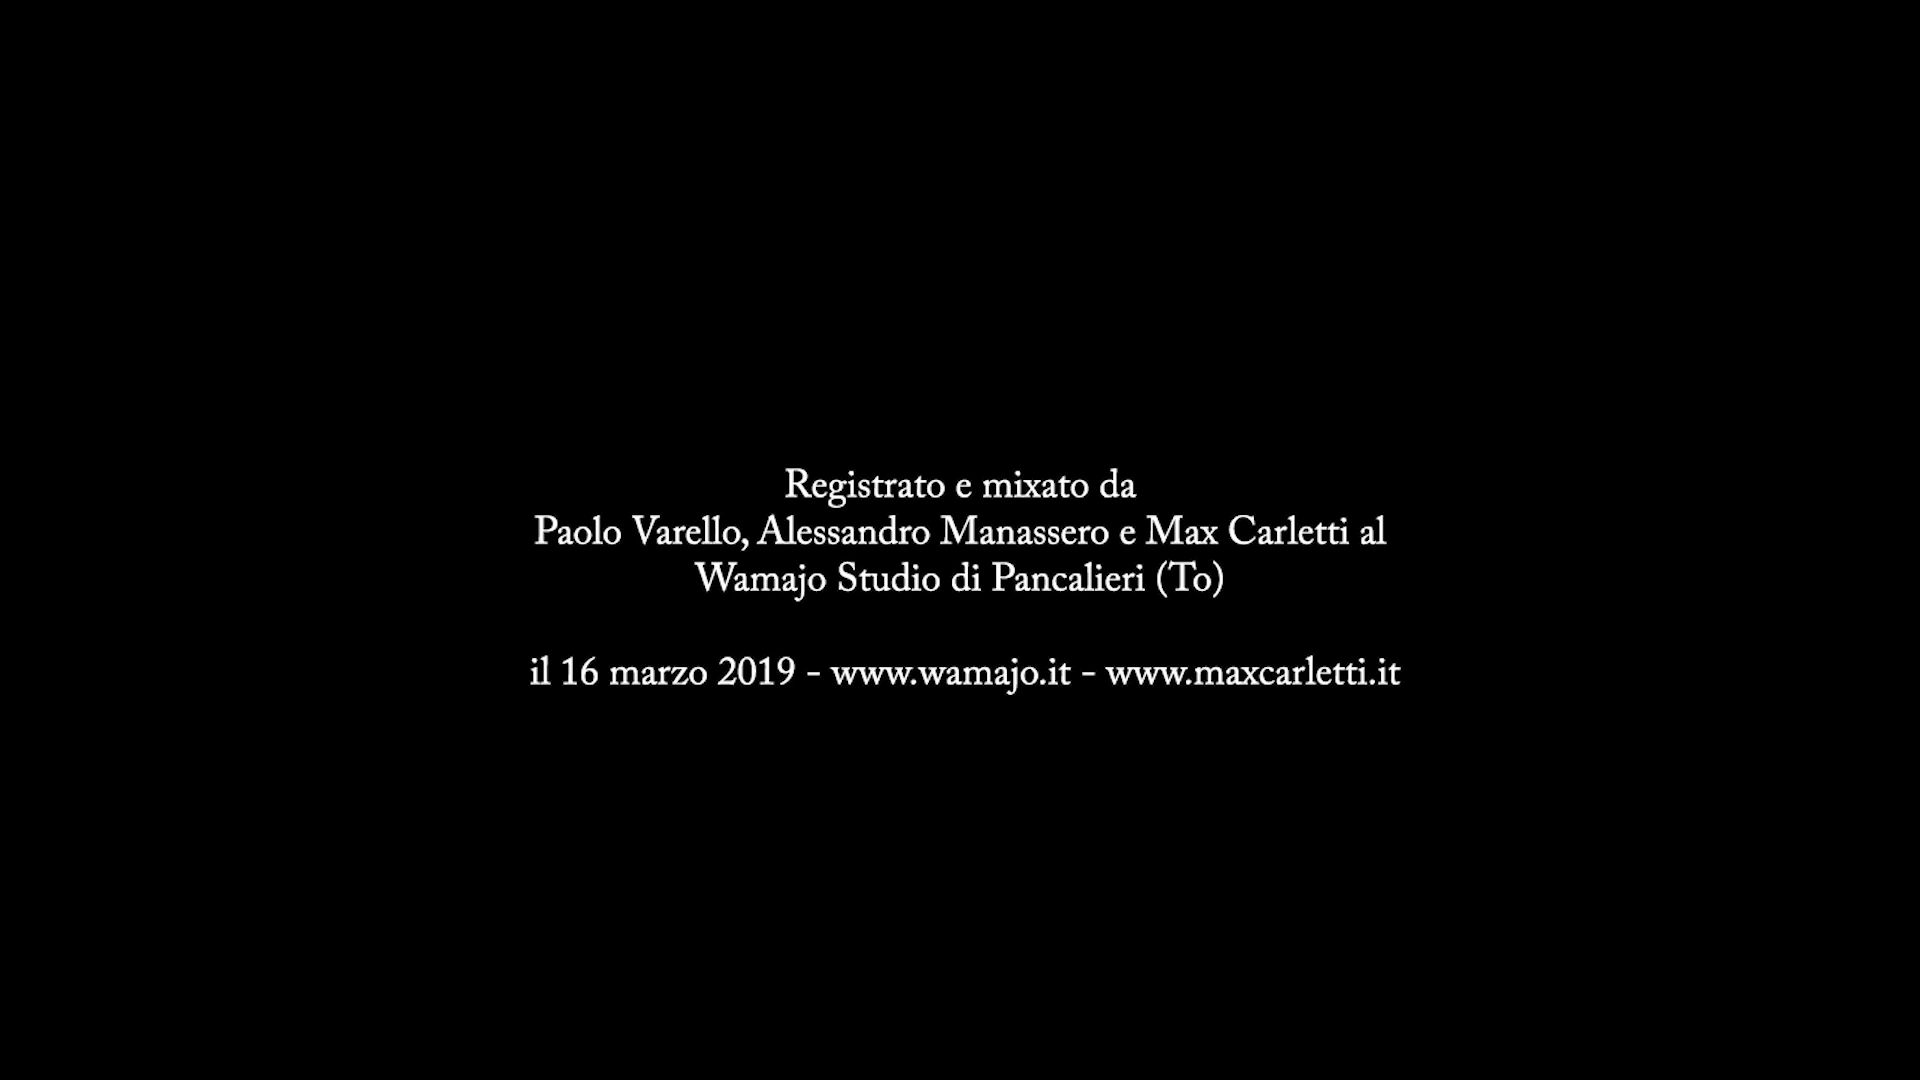 Registrato e mixato da
Paolo Varello, Alessandro Manassero e Max Carletti al
Wamajo Studio di Pancalieri (To)
il 16 marzo 2019 - www.wamajo.it - www.maxcarletti.it